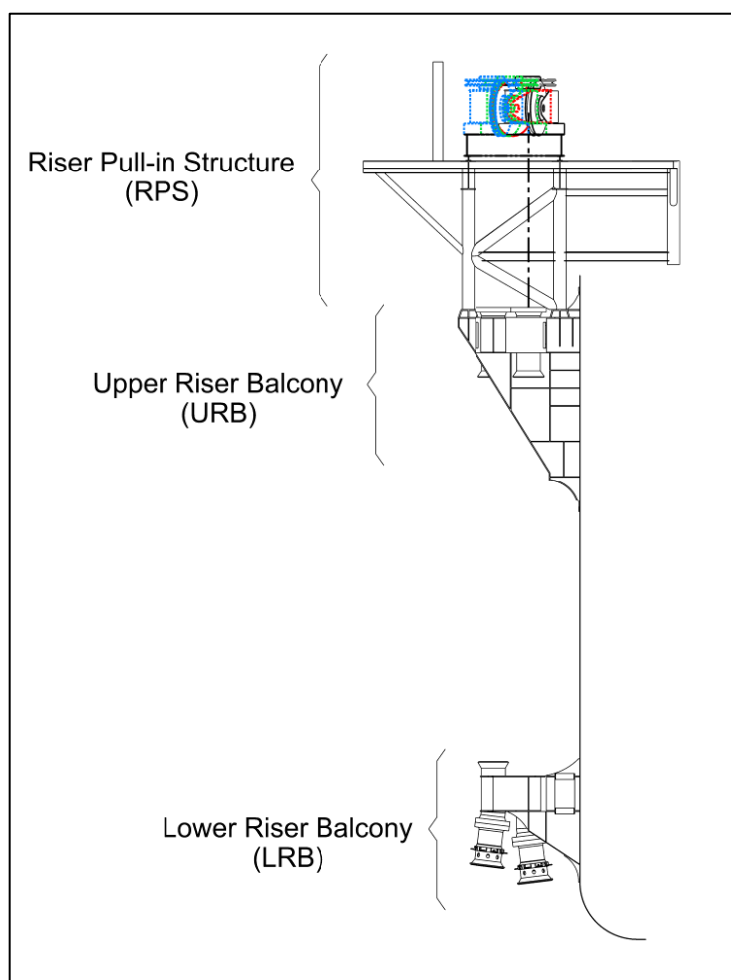 Riser Pull-in Structure
(RPS)
Upper Riser Balcony
(URB)
Lower Riser Balcony
(LRB)